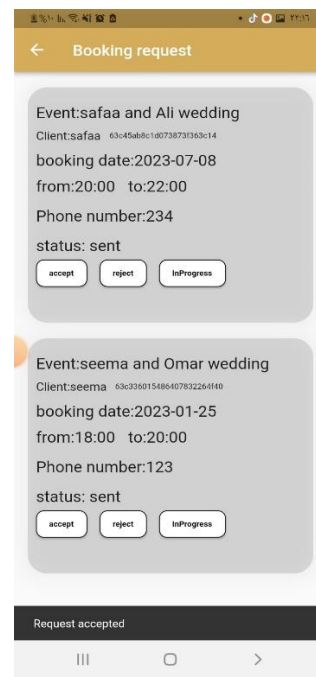 ٢٢:١٦
Booking request
Event:safaa and Ali wedding
Client:safaa 63c45ab8c1d073873f363c14
booking date:2023-07-08
from:20:00 to:22:00
Phone number:234
status: sent
accept reject InProgress
Event:seema and Omar wedding
Client:seema 63c336015486407832264f40
booking date:2023-01-25
from:18:00 to:20:00
Phone number:123
status: sent
accept reject InProgress
Request accepted